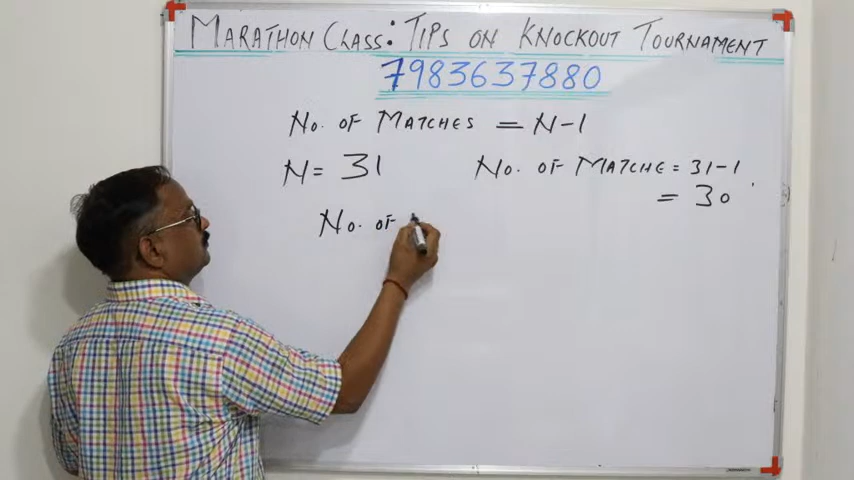 MARATHON CLASS: TIPS ON KNOCKOUT TOURNAMENT
7983637880
NO. OF MATCHES = N-1
N= 31 NO. OF MATCHE = 31-1
= 30
NO. OF